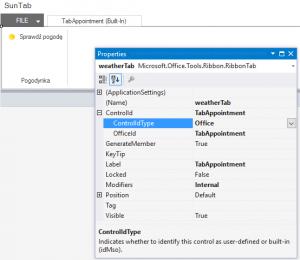 SunTab
FILE TabAppointment (Built-In)
Sprawdź pogodę
Pogodynka
Properties
weatherTab Microsoft.Office.Tools.Ribbon.RibbonTab
(ApplicationSettings)
(Name) weatherTab
ControlId TabAppointment
ControlIdType Office
OfficeId TabAppointment
GenerateMember True
KeyTip
Label TabAppointment
Locked False
Modifiers Internal
Position Default
Tag
Visible True
ControlIdType
Indicates whether to identify this control as user-defined or built-in (idMso).